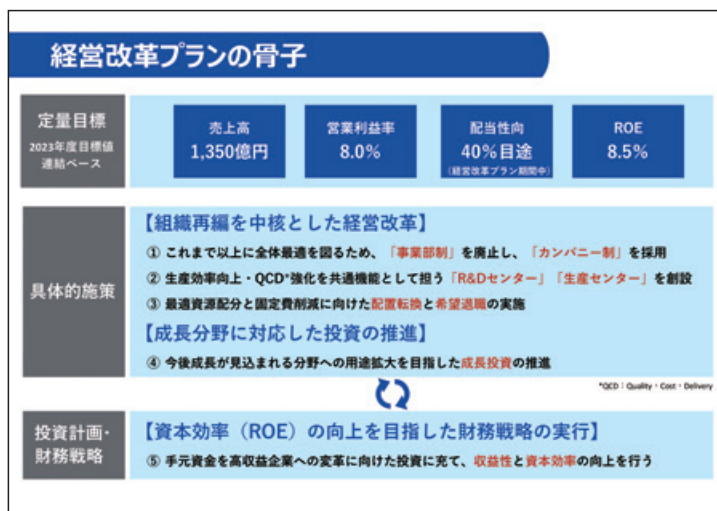 経営改革プランの骨子
定量目標
2023年度目標値
連結ベース
売上高
1,350億円
営業利益率
8.0%
配当性向
40%目途
(経営改革プラン期間中)
ROE
8.5%
具体的施策
【組織再編を中核とした経営改革】
① これまで以上に全体最適を図るため、「事業部制」を廃止し、「カンパニー制」を採用
② 生産効率向上・QCD*強化を共通機能として担う「R&Dセンター」「生産センター」を創設
③ 最適資源配分と固定費削減に向けた配置転換と希望退職の実施
【成長分野に対応した投資の推進】
④ 今後成長が見込まれる分野への用途拡大を目指した成長投資の推進
*QCD：Quality・Cost・Delivery
投資計画・
財務戦略
【資本効率（ROE）の向上を目指した財務戦略の実行】
⑤ 手元資金を高収益企業への変革に向けた投資に充て、収益性と資本効率の向上を行う